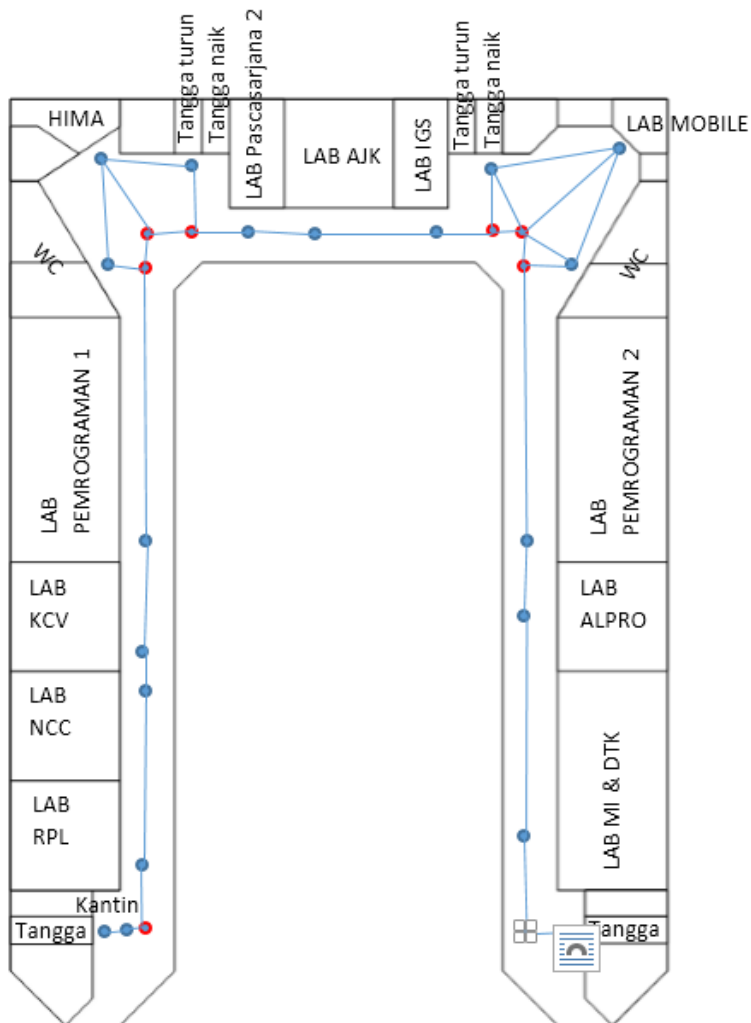 Tangga turun
Tangga naik
LAB Pascasarjana 2
Tangga turun
Tangga naik
HIMA
LAB MOBILE
LAB AJK
LAB IGS
WC
WC
LAB
PEMROGRAMAN 1
LAB
PEMROGRAMAN 2
LAB
KCV
LAB
ALPRO
LAB
NCC
LAB
RPL
LAB MI & DTK
Kantin
Tangga
Tangga